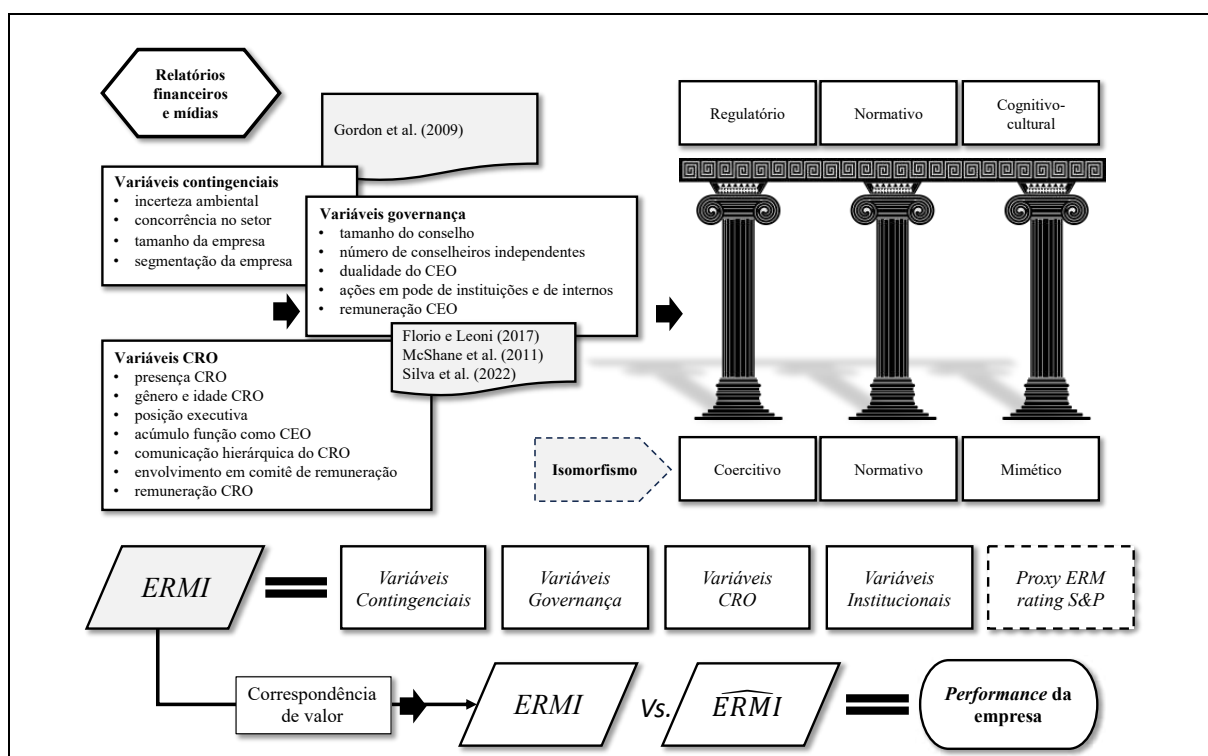 Relatórios
financeiros
e mídias
Gordon et al. (2009)
Variáveis contingenciais
• incerteza ambiental
• concorrência no setor
• tamanho da empresa
• segmentação da empresa
Variáveis governança
• tamanho do conselho
• número de conselheiros independentes
• dualidade do CEO
• ações em pode de instituições e de internos
• remuneração CEO
Florio e Leoni (2017)
McShane et al. (2011)
Silva et al. (2022)
Variáveis CRO
• presença CRO
• gênero e idade CRO
• posição executiva
• acúmulo função como CEO
• comunicação hierárquica do CRO
• envolvimento em comitê de remuneração
• remuneração CRO
Regulatório
Normativo
Cognitivo-
cultural
Isomorfismo
Coercitivo
Normativo
Mimético
ERMI
Variáveis
Contingenciais
Variáveis
Governança
Variáveis
CRO
Variáveis
Institucionais
Proxy ERM
rating S&P
Correspondência
de valor
ERMI
Vs.
\widehat{ERMI}
Performance da
empresa